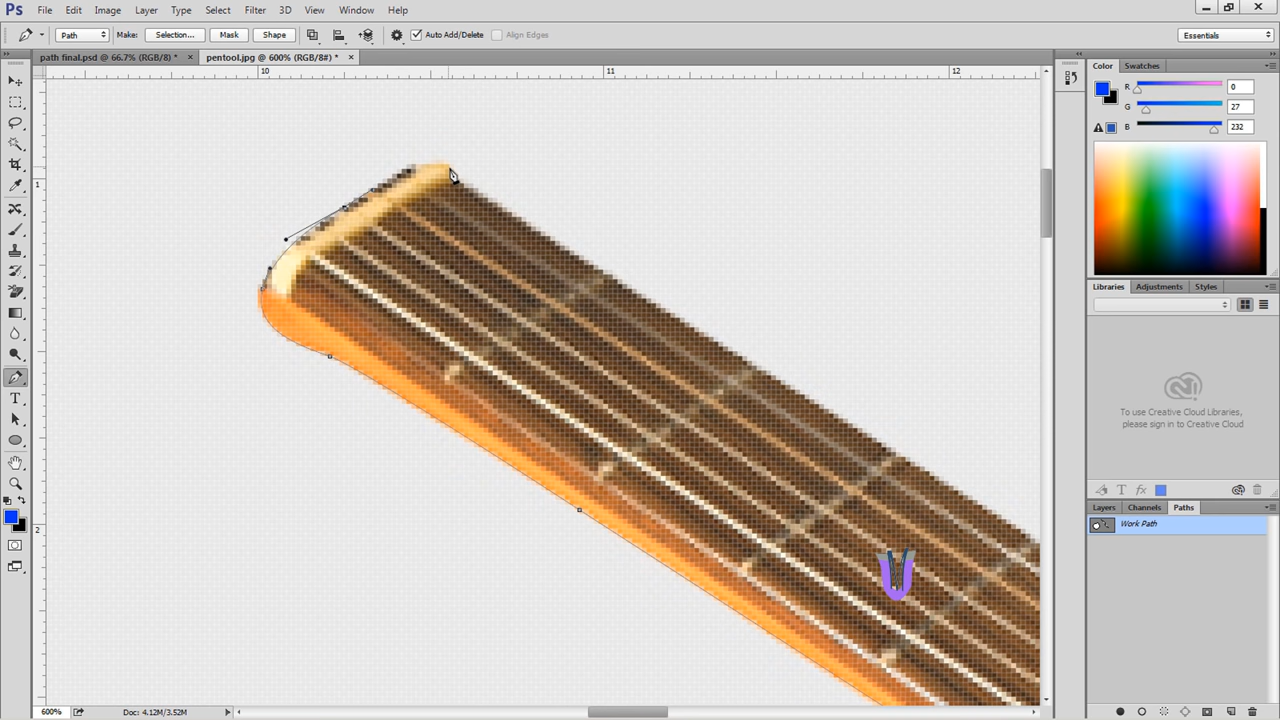 Ps File Edit Image Layer Type Select Filter 3D View Window Help
Path Make: Selection... Mask Shape Auto Add/Delete Align Edges Essentials
path final.psd @ 66.7% (RGB/8) * × pentool.jpg @ 600% (RGB/8#) * ×
10 11 12
1
2
Color Swatches
R 0
G 27
B 232
Libraries Adjustments Styles
To use Creative Cloud Libraries,
please sign in to Creative Cloud
Layers Channels Paths
Work Path
600% Doc: 4.12M/3.52M